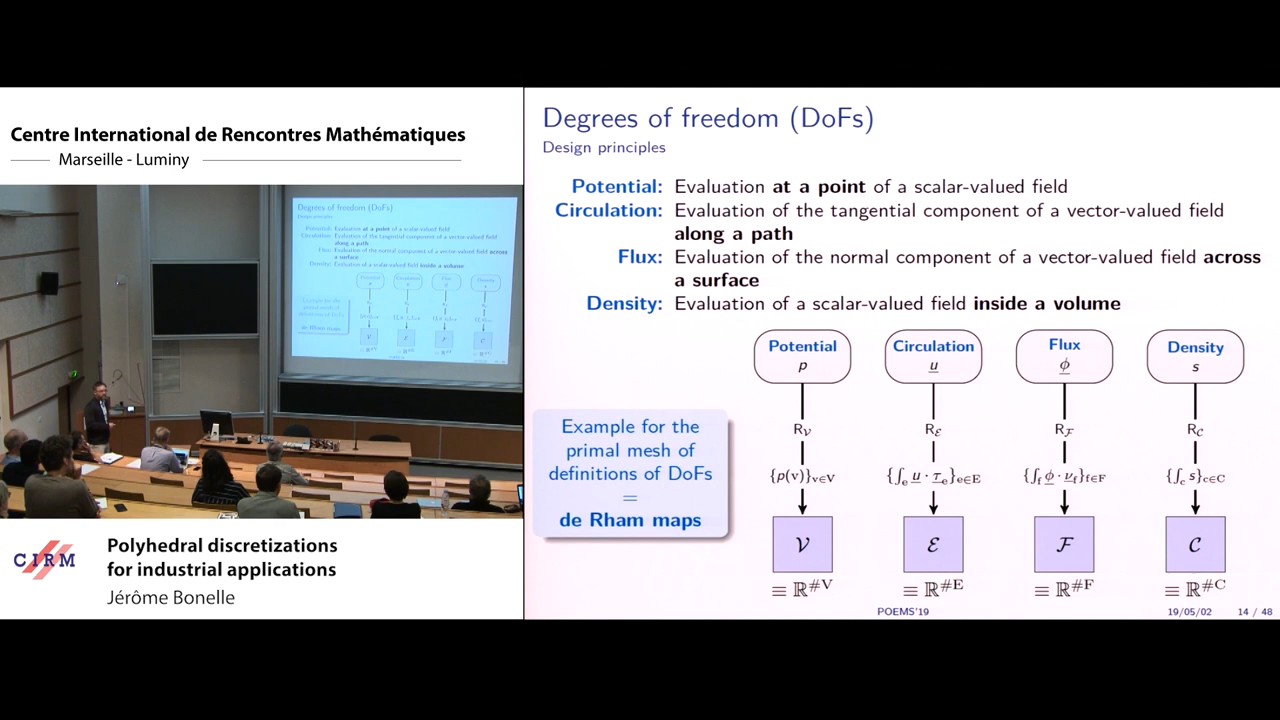 Centre International de Rencontres Mathématiques
Marseille - Luminy
CIRM
Polyhedral discretizations
for industrial applications
Jérôme Bonelle
Degrees of freedom (DoFs)
Design principles
Potential: Evaluation at a point of a scalar-valued field
Circulation: Evaluation of the tangential component of a vector-valued field
along a path
Flux: Evaluation of the normal component of a vector-valued field across
a surface
Density: Evaluation of a scalar-valued field inside a volume
Potential Circulation Flux Density
p u ϕ s
R𝒱 Rℰ Rℱ R𝒞
{p(v)}v∈V {∫e u · τe}e∈E {∫f ϕ · νf}f∈F {∫c s}c∈C
𝒱 ℰ ℱ 𝒞
≡ ℝ#V ≡ ℝ#E ≡ ℝ#F ≡ ℝ#C
Example for the
primal mesh of
definitions of DoFs
=
de Rham maps
POEMS'19 19/05/02 14 / 48